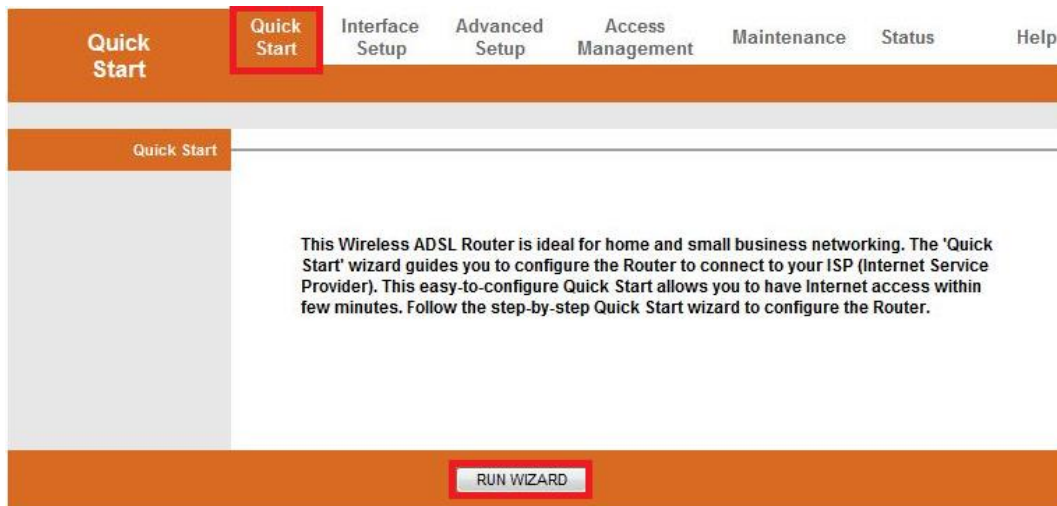 Quick
Start
Quick
Start
Interface
Setup
Advanced
Setup
Access
Management
Maintenance
Status
Help
Quick Start
This Wireless ADSL Router is ideal for home and small business networking. The 'Quick
Start' wizard guides you to configure the Router to connect to your ISP (Internet Service
Provider). This easy-to-configure Quick Start allows you to have Internet access within
few minutes. Follow the step-by-step Quick Start wizard to configure the Router.
RUN WIZARD